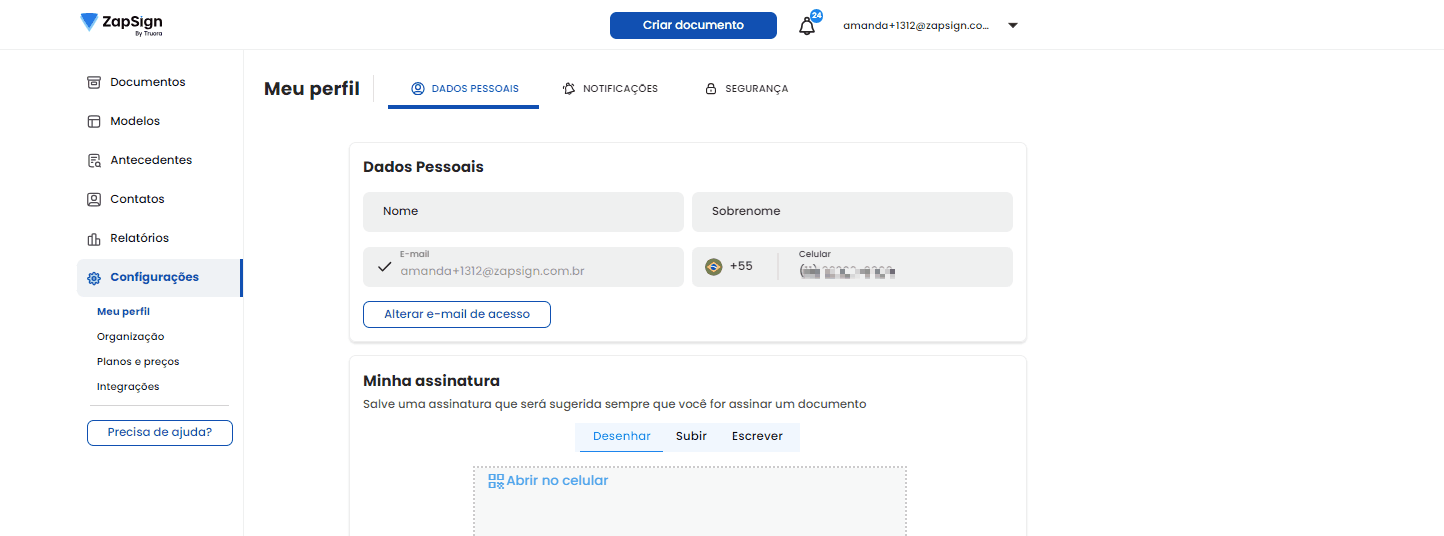 ZapSign
By Truora
Criar documento
24
amanda+1312@zapsign.co...
Documentos
Modelos
Antecedentes
Contatos
Relatórios
Configurações
Meu perfil
Organização
Planos e preços
Integrações
Precisa de ajuda?
Meu perfil
DADOS PESSOAIS
NOTIFICAÇÕES
SEGURANÇA
Dados Pessoais
Nome
Sobrenome
E-mail
amanda+1312@zapsign.com.br
+55
Celular
Alterar e-mail de acesso
Minha assinatura
Salve uma assinatura que será sugerida sempre que você for assinar um documento
Desenhar
Subir
Escrever
Abrir no celular